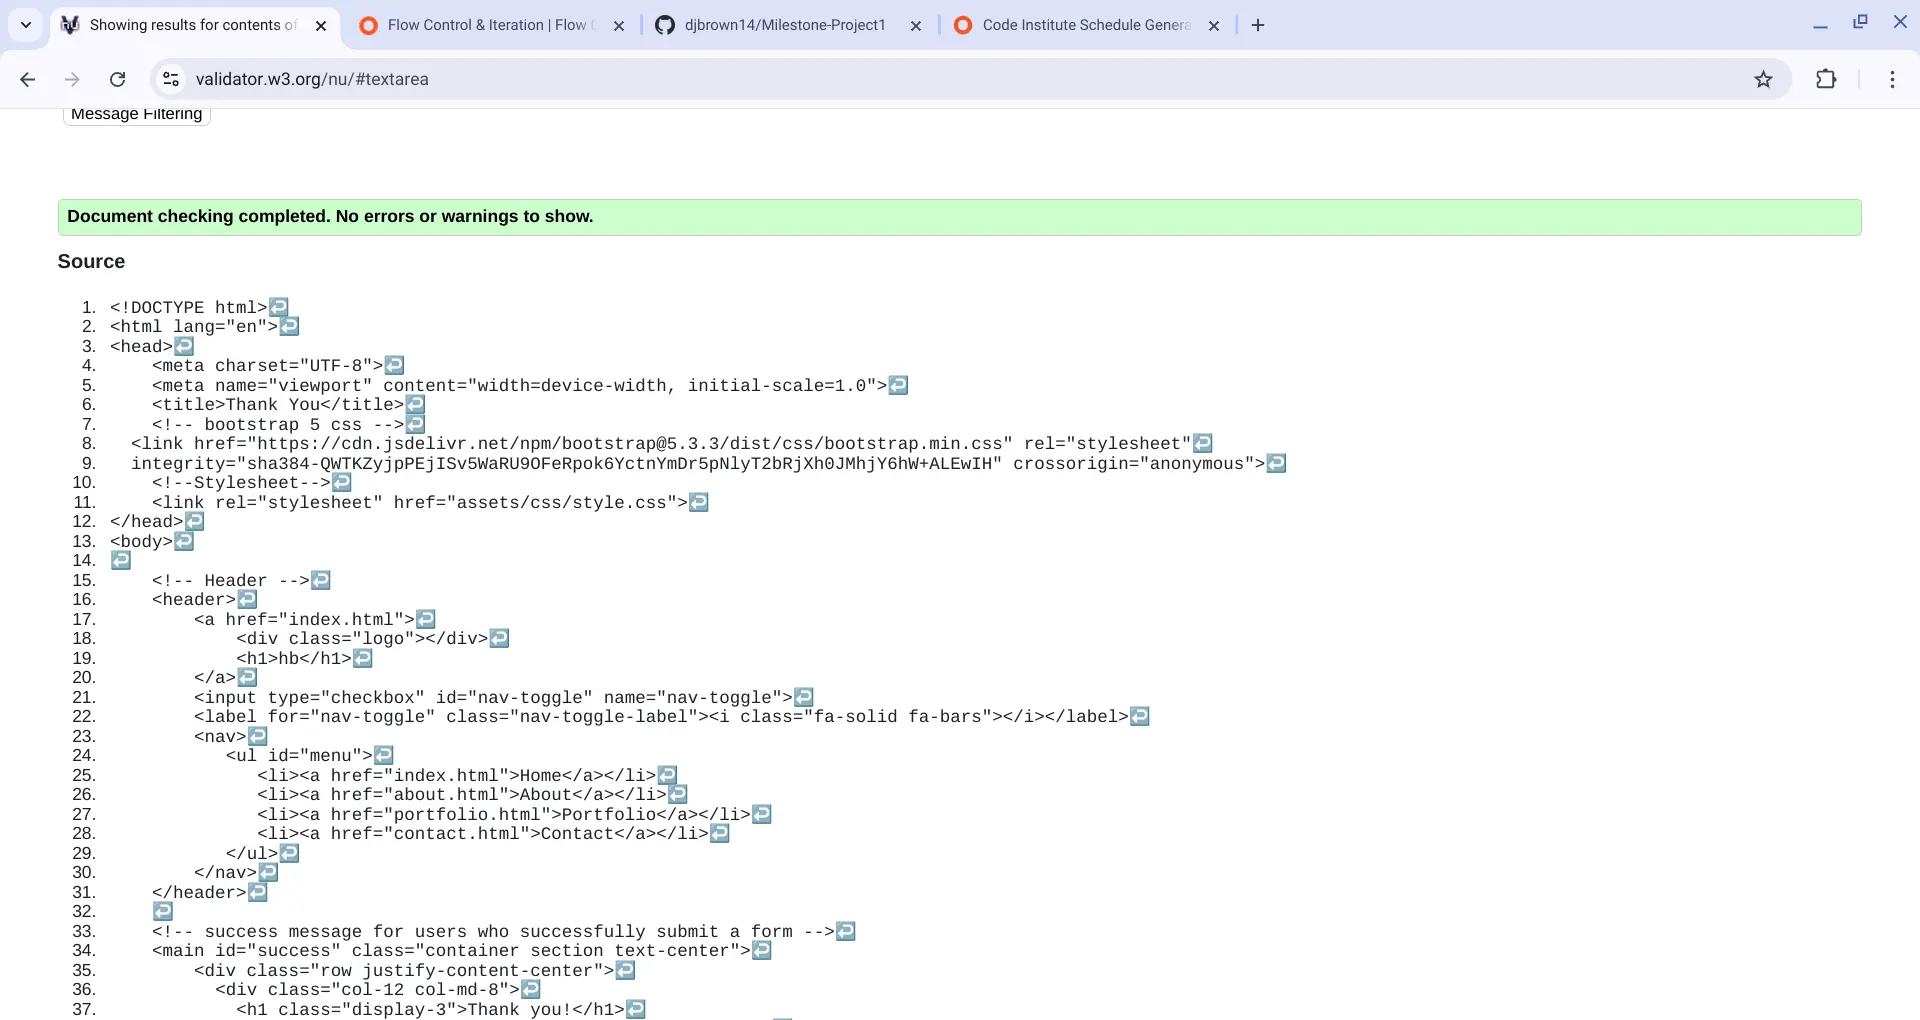 Showing results for contents of
Flow Control & Iteration | Flow C
djbrown14/Milestone-Project1
Code Institute Schedule Genera
validator.w3.org/nu/#textarea
Message Filtering
Document checking completed. No errors or warnings to show.
Source
1. <!DOCTYPE html>↩
2. <html lang="en">↩
3. <head>↩
4.     <meta charset="UTF-8">↩
5.     <meta name="viewport" content="width=device-width, initial-scale=1.0">↩
6.     <title>Thank You</title>↩
7.     <!-- bootstrap 5 css -->↩
8.   <link href="https://cdn.jsdelivr.net/npm/bootstrap@5.3.3/dist/css/bootstrap.min.css" rel="stylesheet"↩
9.   integrity="sha384-QWTKZyjpPEjISv5WaRU9OFeRpok6YctnYmDr5pNlyT2bRjXh0JMhjY6hW+ALEwIH" crossorigin="anonymous">↩
10.     <!--Stylesheet-->↩
11.     <link rel="stylesheet" href="assets/css/style.css">↩
12. </head>↩
13. <body>↩
14. ↩
15.     <!-- Header -->↩
16.     <header>↩
17.         <a href="index.html">↩
18.             <div class="logo"></div>↩
19.             <h1>hb</h1>↩
20.         </a>↩
21.         <input type="checkbox" id="nav-toggle" name="nav-toggle">↩
22.         <label for="nav-toggle" class="nav-toggle-label"><i class="fa-solid fa-bars"></i></label>↩
23.         <nav>↩
24.            <ul id="menu">↩
25.               <li><a href="index.html">Home</a></li>↩
26.               <li><a href="about.html">About</a></li>↩
27.               <li><a href="portfolio.html">Portfolio</a></li>↩
28.               <li><a href="contact.html">Contact</a></li>↩
29.            </ul>↩
30.         </nav>↩
31.     </header>↩
32.     ↩
33.     <!-- success message for users who successfully submit a form -->↩
34.     <main id="success" class="container section text-center">↩
35.         <div class="row justify-content-center">↩
36.           <div class="col-12 col-md-8">↩
37.             <h1 class="display-3">Thank you!</h1>↩